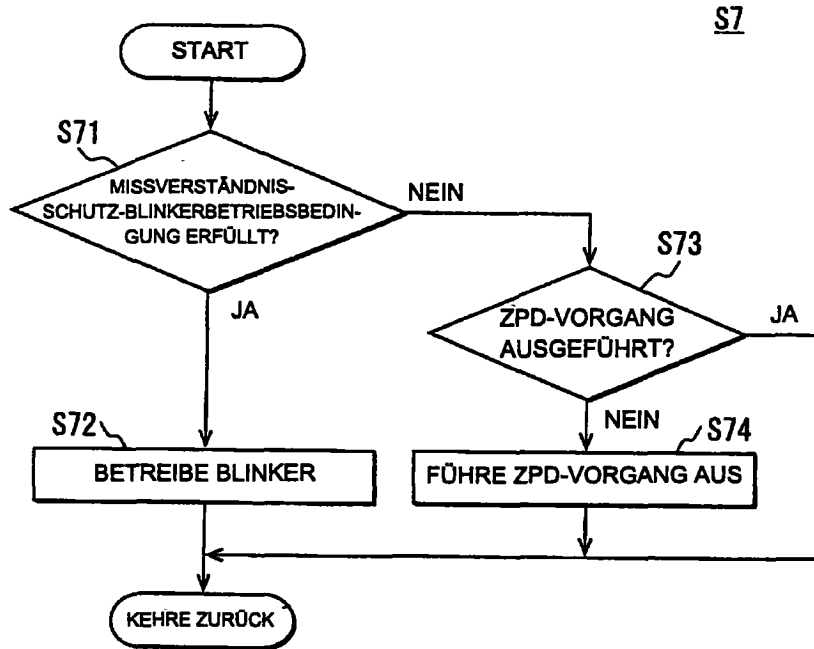 S7
START
S71
MISSVERSTÄNDNIS-
SCHUTZ-BLINKERBETRIEBSBEDIN-
GUNG ERFÜLLT?
NEIN
JA
S73
ZPD-VORGANG
AUSGEFÜHRT?
JA
NEIN
S72
BETREIBE BLINKER
S74
FÜHRE ZPD-VORGANG AUS
KEHRE ZURÜCK